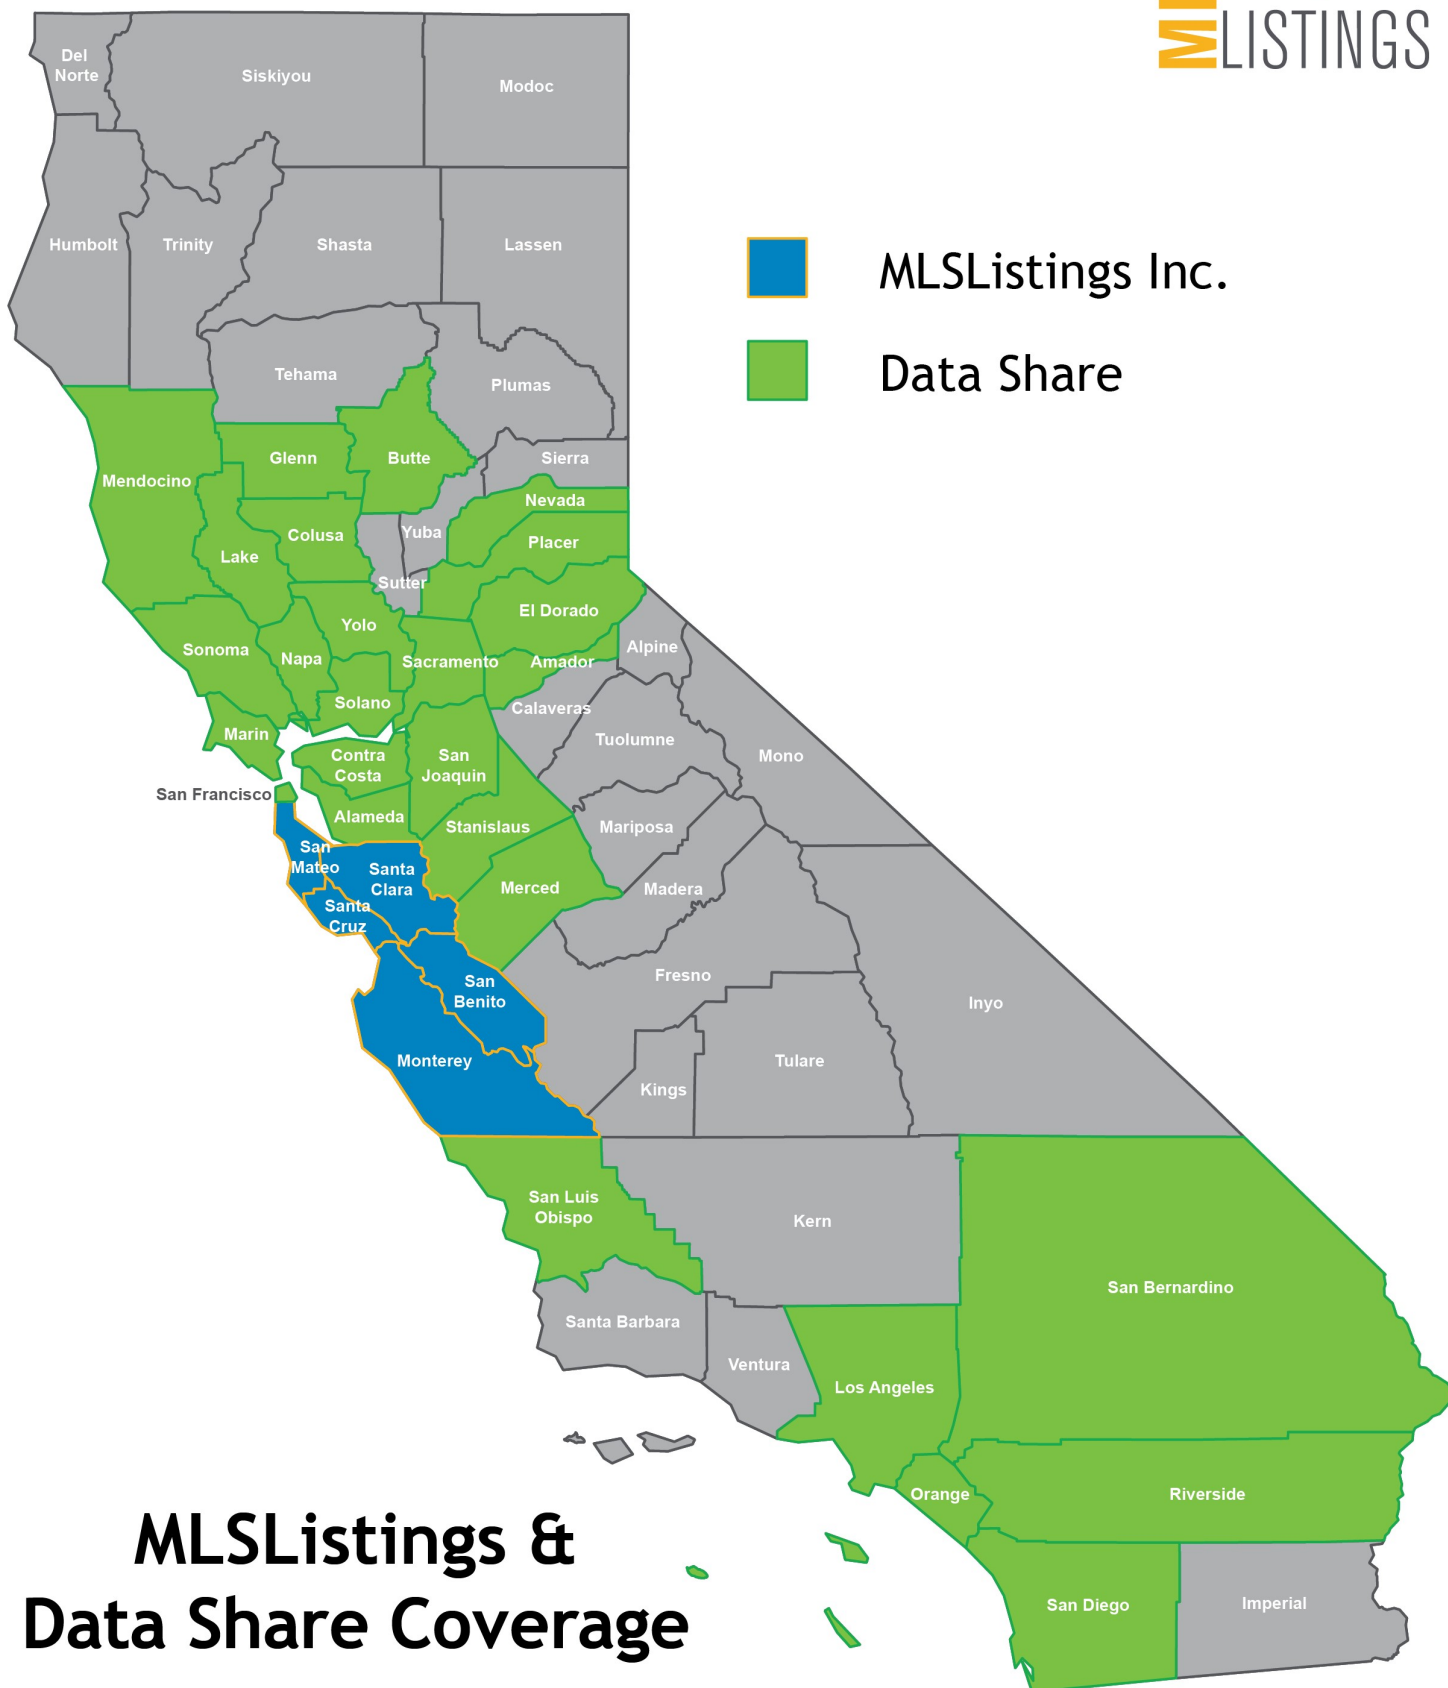 MLLISTINGS
Del
Norte
Siskiyou
Modoc
Humbolt
Trinity
Shasta
Lassen
MLSListings Inc.
Data Share
Tehama
Plumas
Mendocino
Glenn
Butte
Sierra
Nevada
Colusa
Yuba
Placer
Lake
Sutter
El Dorado
Yolo
Sonoma
Napa
Sacramento
Amador
Alpine
Solano
Calaveras
Marin
Tuolumne
Mono
Contra
Costa
San
Joaquin
San Francisco
Alameda
Stanislaus
Mariposa
San
Mateo
Santa
Clara
Merced
Madera
Santa
Cruz
Fresno
San
Benito
Inyo
Monterey
Tulare
Kings
San Luis
Obispo
Kern
San Bernardino
Santa Barbara
Ventura
Los Angeles
Orange
Riverside
San Diego
Imperial
MLSListings &
Data Share Coverage